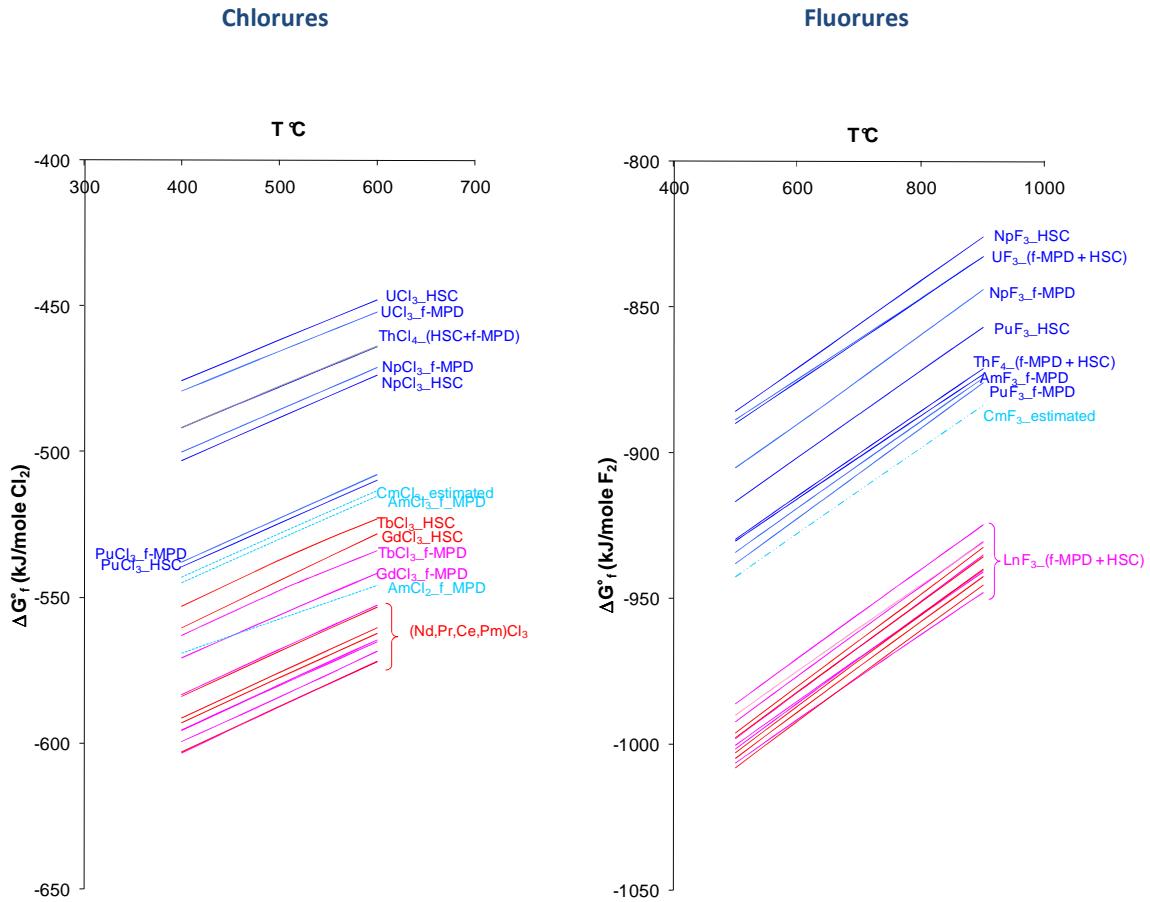 Chlorures
T °C
-400
300
400
500
600
700
-450
-500
-550
-600
-650
ΔG°f (kJ/mole Cl2)
UCl3_HSC
UCl3_f-MPD
ThCl4_(HSC+f-MPD)
NpCl3_f-MPD
NpCl3_HSC
CmCl3_estimated
AmCl3_f_MPD
TbCl3_HSC
GdCl3_HSC
PuCl3_f-MPD
PuCl3_HSC
TbCl3_f-MPD
GdCl3_f-MPD
AmCl2_f_MPD
(Nd,Pr,Ce,Pm)Cl3
Fluorures
T °C
-800
400
600
800
1000
-850
-900
-950
-1000
-1050
ΔG°f (kJ/mole F2)
NpF3_HSC
UF3_(f-MPD + HSC)
NpF3_f-MPD
PuF3_HSC
ThF4_(f-MPD + HSC)
AmF3_f-MPD
PuF3_f-MPD
CmF3_estimated
LnF3_(f-MPD + HSC)